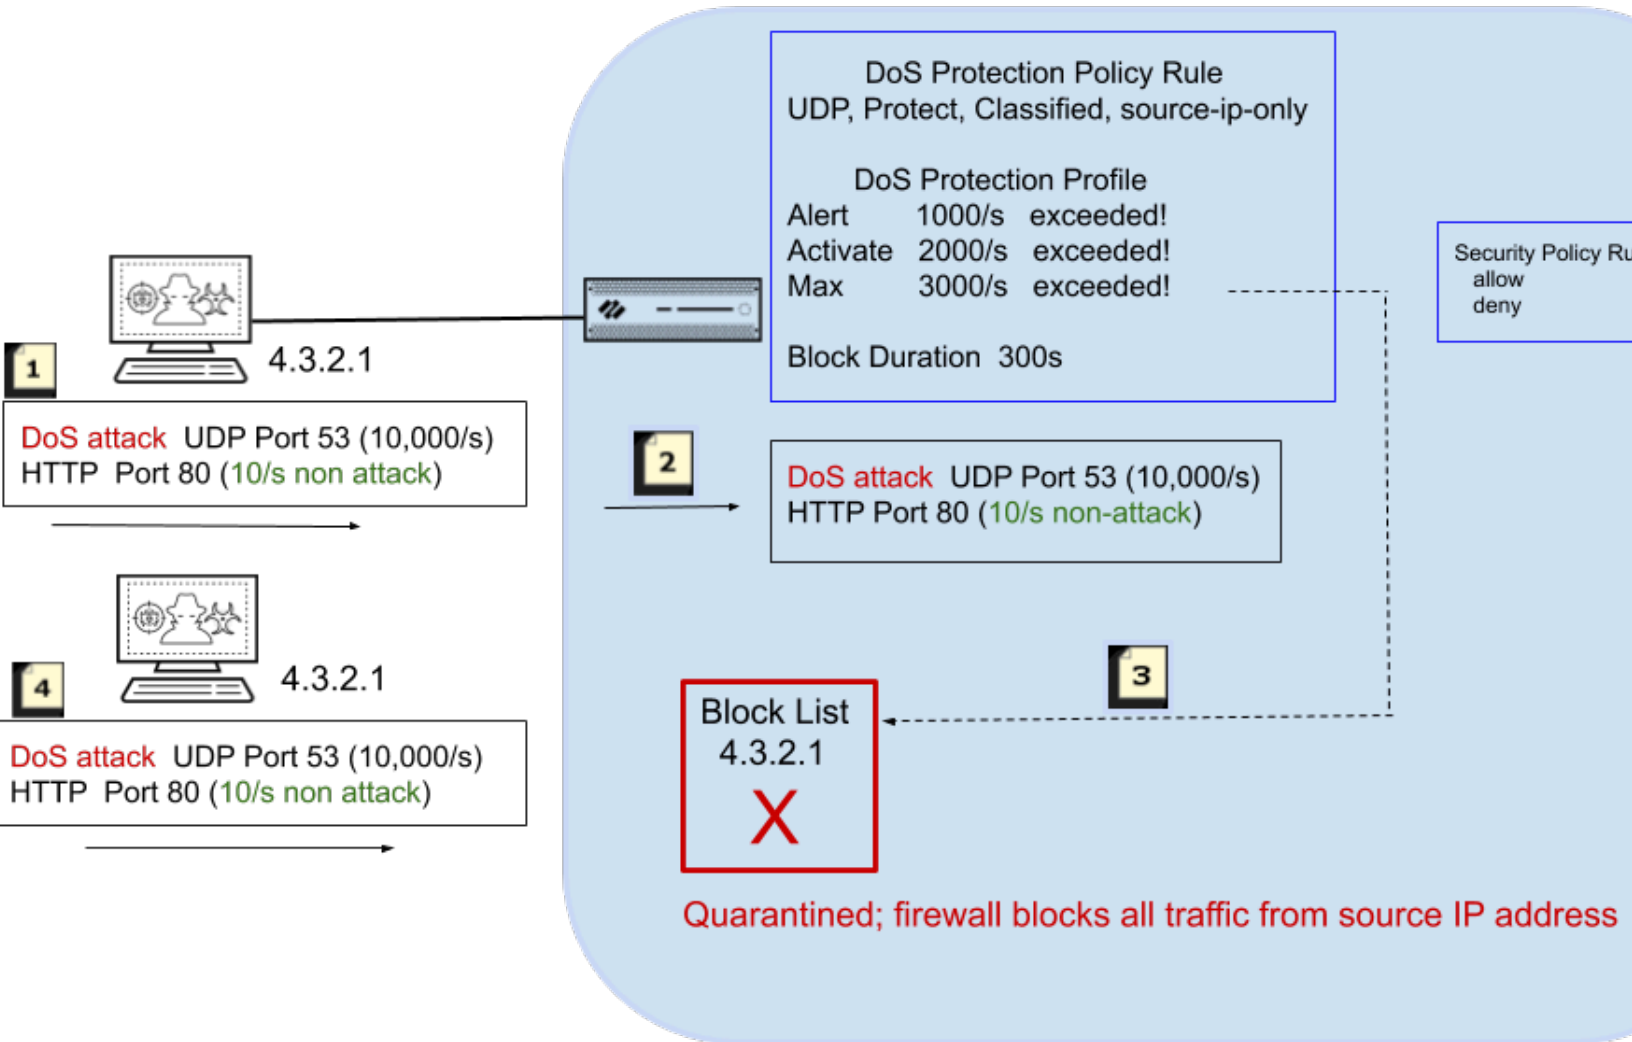 DoS Protection Policy Rule
UDP, Protect, Classified, source-ip-only
DoS Protection Profile
Alert 1000/s exceeded!
Activate 2000/s exceeded!
Max 3000/s exceeded!
Block Duration 300s
Security Policy Ru
allow
deny
4.3.2.1
1
DoS attack UDP Port 53 (10,000/s)
HTTP Port 80 (10/s non attack)
2
DoS attack UDP Port 53 (10,000/s)
HTTP Port 80 (10/s non-attack)
3
4.3.2.1
4
DoS attack UDP Port 53 (10,000/s)
HTTP Port 80 (10/s non attack)
Block List
4.3.2.1
X
Quarantined; firewall blocks all traffic from source IP address